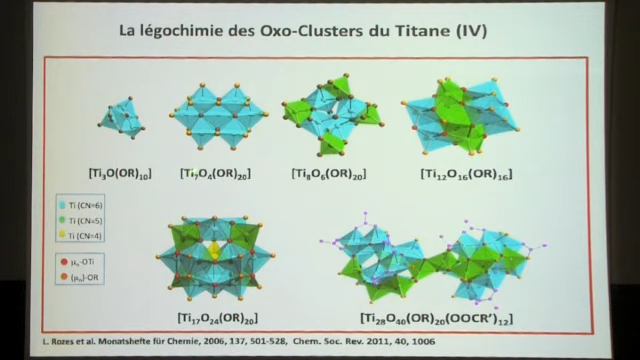 La légochimie des Oxo-Clusters du Titane (IV)
[Ti3O(OR)10]
[Ti7O4(OR)20]
[Ti8O6(OR)20]
[Ti12O16(OR)16]
Ti (CN=6)
Ti (CN=5)
Ti (CN=4)
μn-OTi
(μn)-OR
[Ti17O24(OR)20]
[Ti28O40(OR)20(OOCR')12]
L. Rozes et al. Monatshefte für Chemie, 2006, 137, 501-528, Chem. Soc. Rev. 2011, 40, 1006